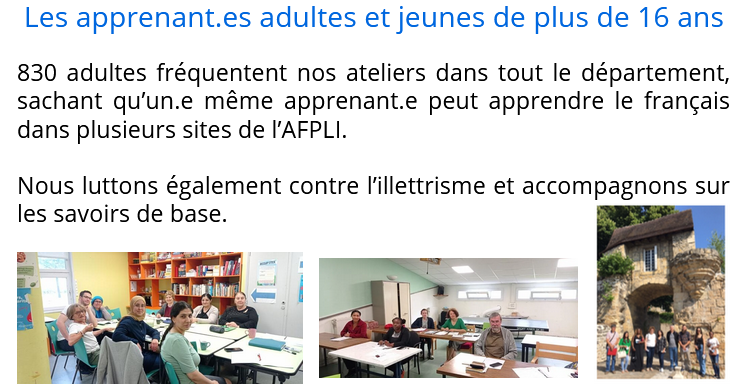 Les apprenant.es adultes et jeunes de plus de 16 ans
830 adultes fréquentent nos ateliers dans tout le département,
sachant qu’un.e même apprenant.e peut apprendre le français
dans plusieurs sites de l’AFPLI.
Nous luttons également contre l’illettrisme et accompagnons sur
les savoirs de base.